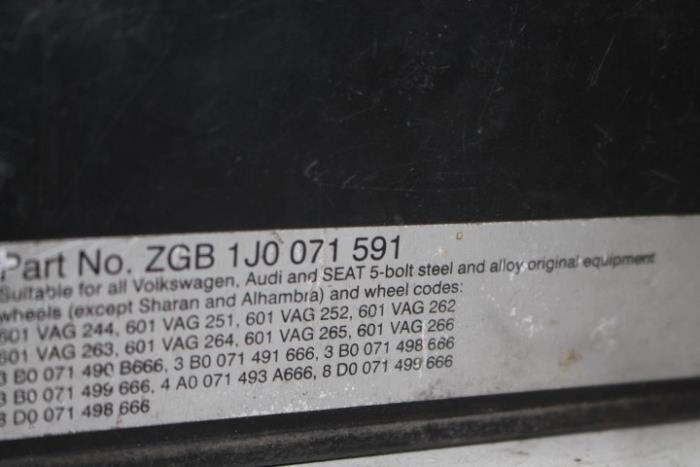 Part No. ZGB 1J0 071 591
Suitable for all Volkswagen, Audi and SEAT 5-bolt steel and alloy original equipment
wheels (except Sharan and Alhambra) and wheel codes:
601 VAG 244, 601 VAG 251, 601 VAG 252, 601 VAG 262
601 VAG 263, 601 VAG 264, 601 VAG 265, 601 VAG 266
3 B0 071 490 B666, 3 B0 071 491 666, 3 B0 071 498 666
3 B0 071 499 666, 4 A0 071 493 A666, 8 D0 071 499 666
8 D0 071 498 666